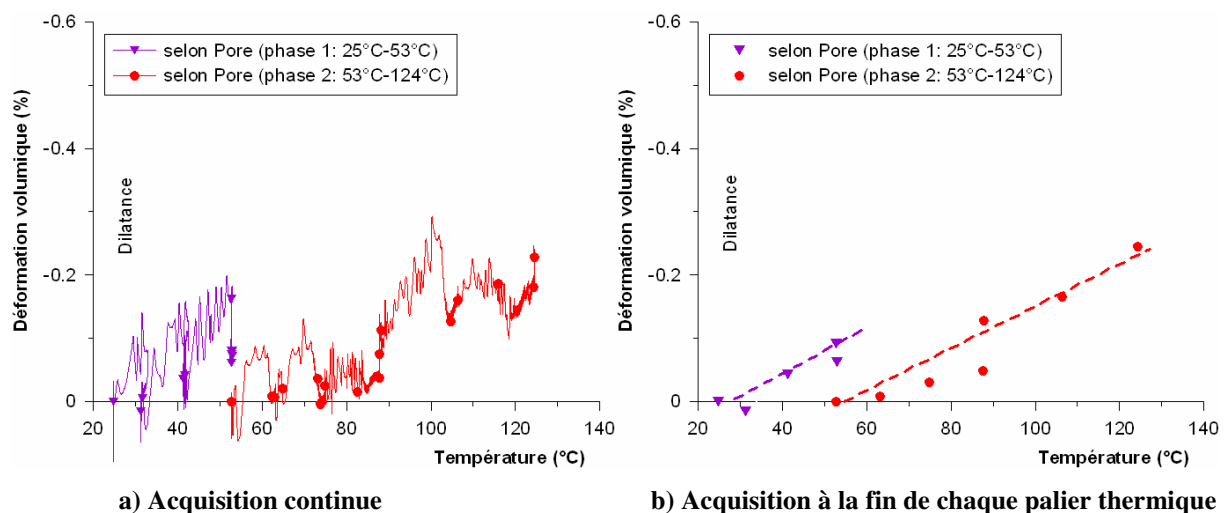 -0.6
-0.4
-0.2
0
Déformation volumique (%)
Dilatance
selon Pore (phase 1: 25°C-53°C)
selon Pore (phase 2: 53°C-124°C)
20 40 60 80 100 120 140
Température (°C)
a) Acquisition continue
-0.6
-0.4
-0.2
0
Déformation volumique (%)
Dilatance
selon Pore (phase 1: 25°C-53°C)
selon Pore (phase 2: 53°C-124°C)
20 40 60 80 100 120 140
Température (°C)
b) Acquisition à la fin de chaque palier thermique